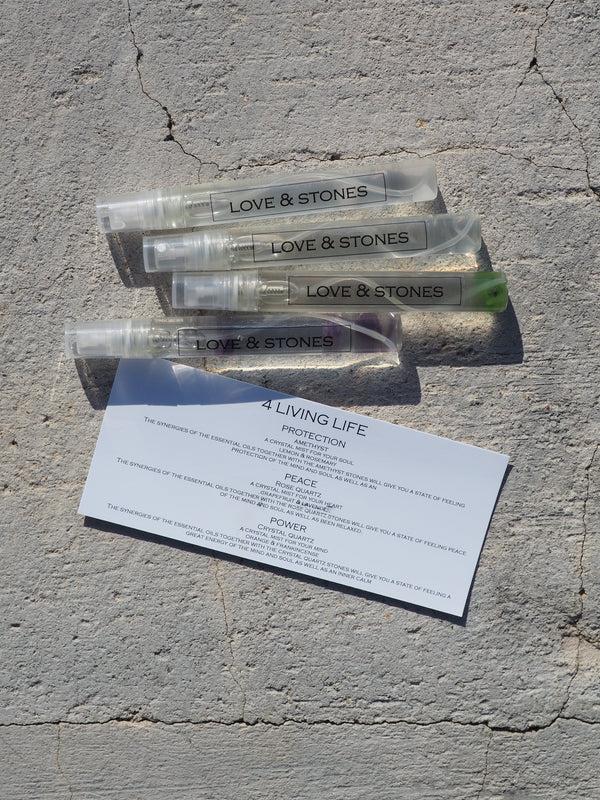 LOVE & STONES
LOVE & STONES
LOVE & STONES
LOVE & STONES
4 LIVING LIFE
PROTECTION
AMETHYST
A CRYSTAL MIST FOR YOUR SOUL
LEMON & ROSEMARY
THE SYNERGIES OF THE ESSENTIAL OILS TOGETHER WITH THE AMETHYST STONES WILL GIVE YOU A STATE OF FEELING
PROTECTION OF THE MIND AND SOUL AS WELL AS AN
PEACE
ROSE QUARTZ
A CRYSTAL MIST FOR YOUR HEART
GRAPEFRUIT & LAVENDER
THE SYNERGIES OF THE ESSENTIAL OILS TOGETHER WITH THE ROSE QUARTZ STONES WILL GIVE YOU A STATE OF FEELING PEACE
OF THE MIND AND SOUL AS WELL AS BEEN RELAXED.
POWER
CRYSTAL QUARTZ
A CRYSTAL MIST FOR YOUR MIND
ORANGE & FRANKINCENSE
THE SYNERGIES OF THE ESSENTIAL OILS TOGETHER WITH THE CRYSTAL QUARTZ STONES WILL GIVE YOU A STATE OF FEELING A
GREAT ENERGY OF THE MIND AND SOUL AS WELL AS AN INNER CALM